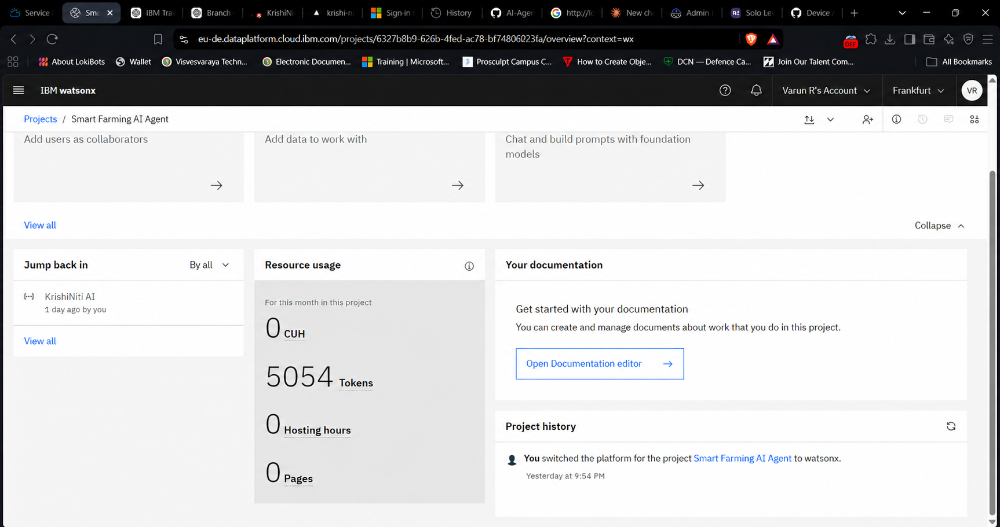 Service
Smc
IBM Trav
Branch
KrishiNi
krishi-n
Sign-in
History
AI-Agen
http://lo
New ch
Admin
Solo Lev
Device
eu-de.dataplatform.cloud.ibm.com/projects/6327b8b9-626b-4fed-ac78-bf74806023fa/overview?context=wx
OFF
About LokiBots
Wallet
Visvesvaraya Techn...
Electronic Documen...
Training | Microsoft...
Prosculpt Campus C...
How to Create Obje...
DCN — Defence Ca...
Join Our Talent Com...
All Bookmarks
IBM watsonx
Varun R's Account
Frankfurt
VR
Projects / Smart Farming AI Agent
Add users as collaborators
Add data to work with
Chat and build prompts with foundation
models
View all
Collapse
Jump back in
By all
KrishiNiti AI
1 day ago by you
View all
Resource usage
For this month in this project
0 CUH
5054 Tokens
0 Hosting hours
0 Pages
Your documentation
Get started with your documentation
You can create and manage documents about work that you do in this project.
Open Documentation editor
Project history
You switched the platform for the project Smart Farming AI Agent to watsonx.
Yesterday at 9:54 PM